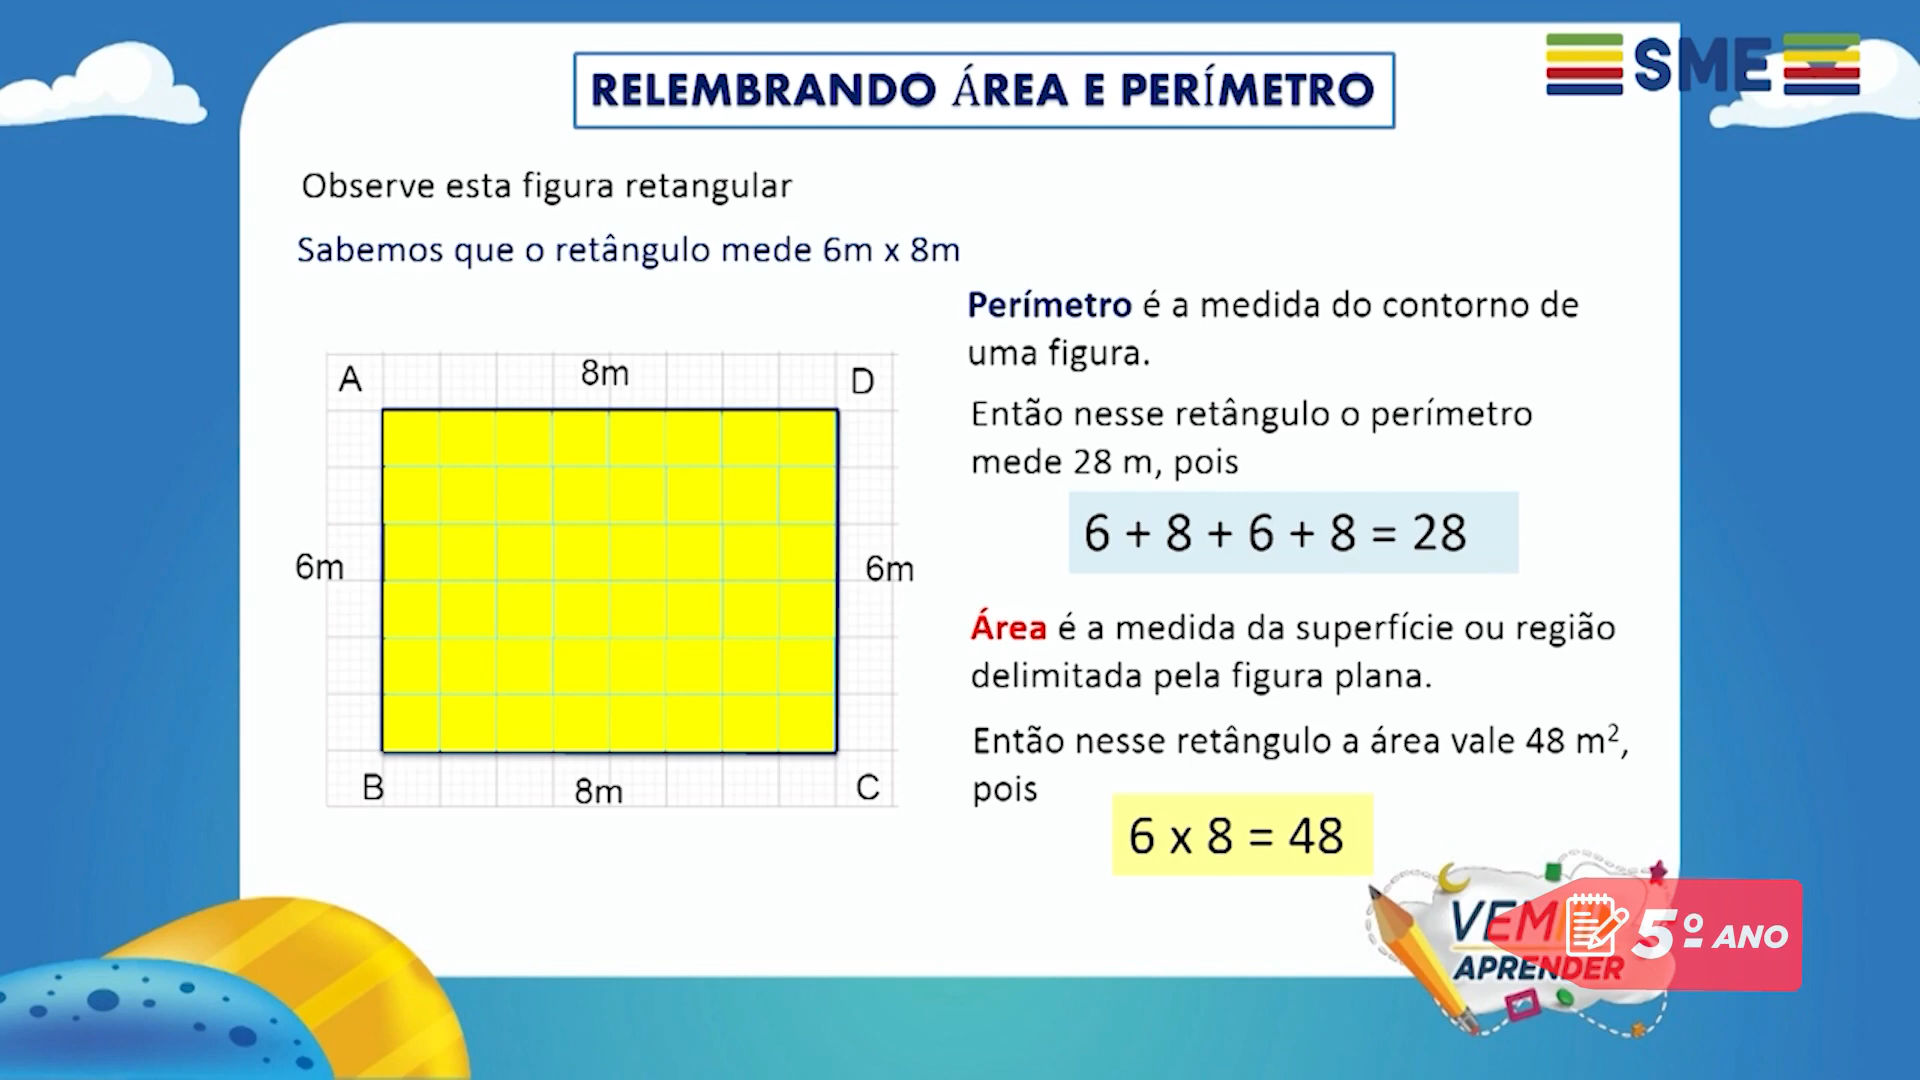 RELEMBRANDO ÁREA E PERÍMETRO
SME
Observe esta figura retangular
Sabemos que o retângulo mede 6m x 8m
A
8m
D
6m
6m
B
8m
C
Perímetro é a medida do contorno de
uma figura.
Então nesse retângulo o perímetro
mede 28 m, pois
6 + 8 + 6 + 8 = 28
Área é a medida da superfície ou região
delimitada pela figura plana.
Então nesse retângulo a área vale 48 m²,
pois
6 x 8 = 48
VEM
APRENDER
5º ANO